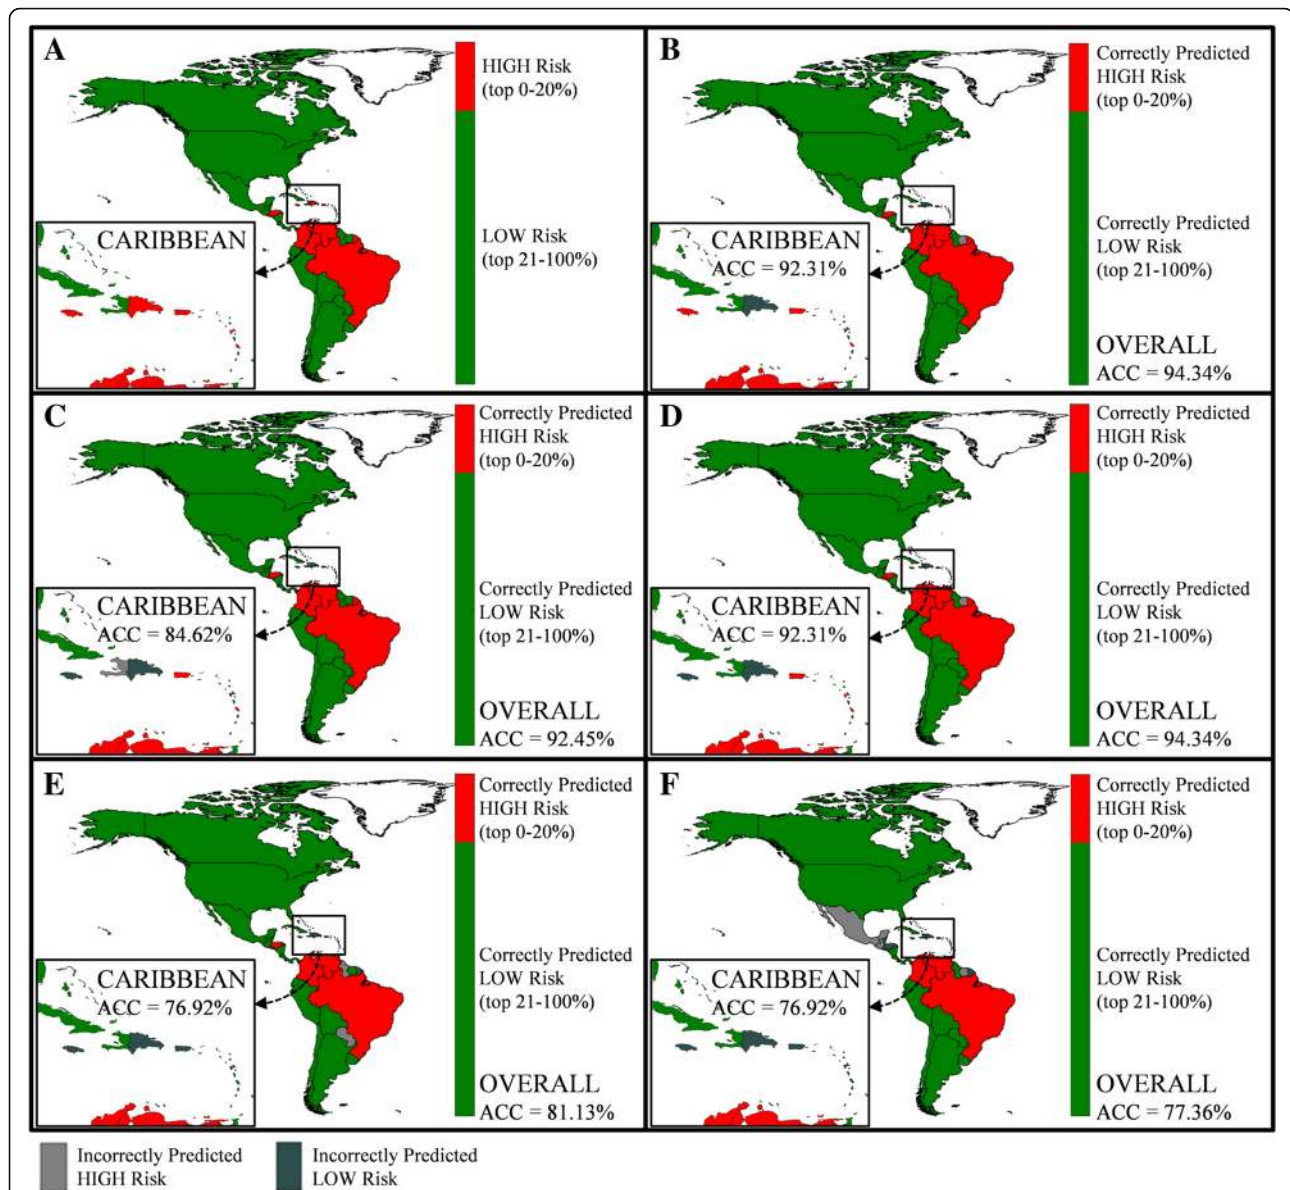 A
HIGH Risk
(top 0-20%)
LOW Risk
(top 21-100%)
CARIBBEAN
B
Correctly Predicted
HIGH Risk
(top 0-20%)
Correctly Predicted
LOW Risk
(top 21-100%)
CARIBBEAN
ACC = 92.31%
OVERALL
ACC = 94.34%
C
Correctly Predicted
HIGH Risk
(top 0-20%)
Correctly Predicted
LOW Risk
(top 21-100%)
CARIBBEAN
ACC = 84.62%
OVERALL
ACC = 92.45%
D
Correctly Predicted
HIGH Risk
(top 0-20%)
Correctly Predicted
LOW Risk
(top 21-100%)
CARIBBEAN
ACC = 92.31%
OVERALL
ACC = 94.34%
E
Correctly Predicted
HIGH Risk
(top 0-20%)
Correctly Predicted
LOW Risk
(top 21-100%)
CARIBBEAN
ACC = 76.92%
OVERALL
ACC = 81.13%
F
Correctly Predicted
HIGH Risk
(top 0-20%)
Correctly Predicted
LOW Risk
(top 21-100%)
CARIBBEAN
ACC = 76.92%
OVERALL
ACC = 77.36%
Incorrectly Predicted
HIGH Risk
Incorrectly Predicted
LOW Risk